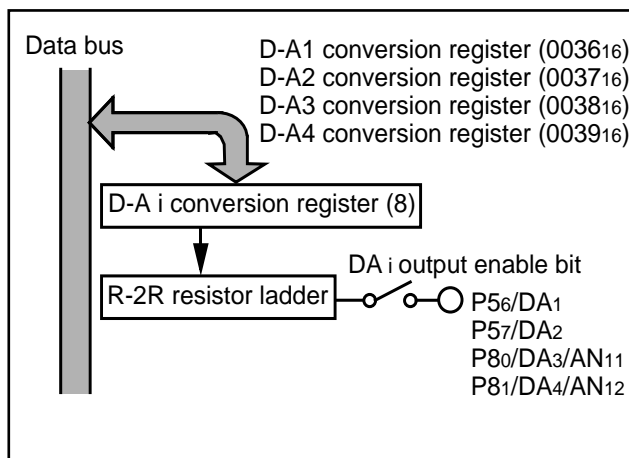 Data bus
D-A1 conversion register (0036₁₆)
D-A2 conversion register (0037₁₆)
D-A3 conversion register (0038₁₆)
D-A4 conversion register (0039₁₆)
D-A i conversion register (8)
R-2R resistor ladder
DA i output enable bit
P5₆/DA₁
P5₇/DA₂
P8₀/DA₃/AN₁₁
P8₁/DA₄/AN₁₂